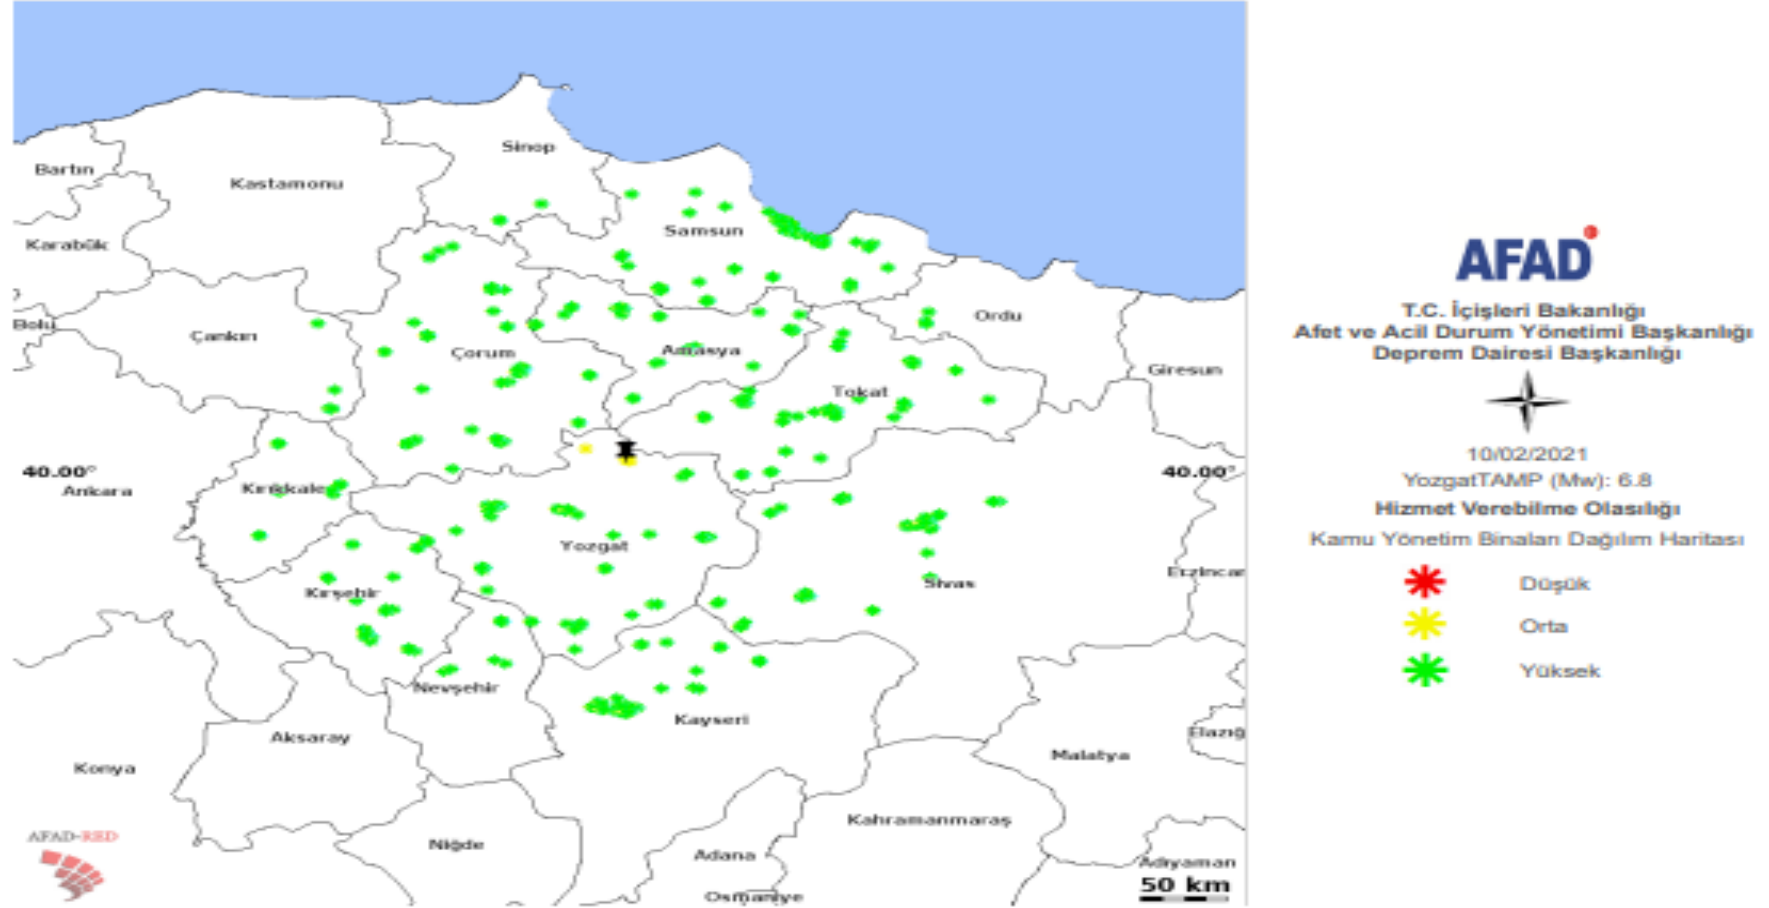 Sinop
Bartın
Kastamonu
Samsun
Karabük
Ordu
Bolu
Çankırı
Çorum
Amasya
Giresun
Tokat
40.00°
40.00°
Ankara
Kırıkkale
Yozgat
Erzincan
Sivas
Kırşehir
Nevşehir
Kayseri
Elazığ
Aksaray
Malatya
Konya
Kahramanmaraş
AFAD-RED
Niğde
Adana
Adıyaman
50 km
Osmaniye
AFAD
T.C. İçişleri Bakanlığı
Afet ve Acil Durum Yönetimi Başkanlığı
Deprem Dairesi Başkanlığı
10/02/2021
YozgatTAMP (Mw): 6.8
Hizmet Verebilme Olasılığı
Kamu Yönetim Binaları Dağılım Haritası
Düşük
Orta
Yüksek